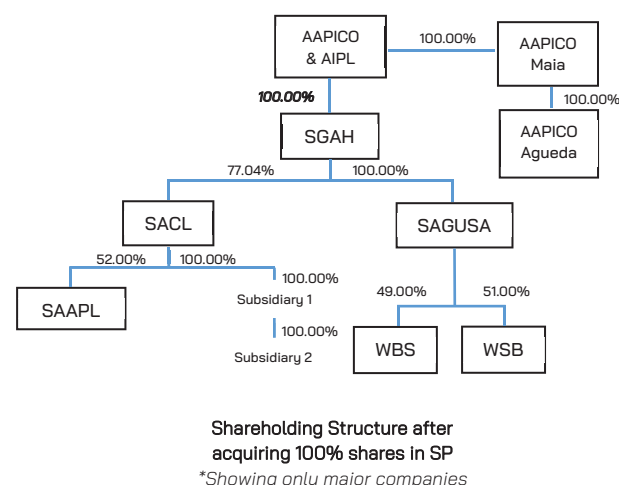 AAPICO
& AIPL
100.00%
AAPICO
Maia
100.00%
100.00%
SGAH
AAPICO
Agueda
77.04%
100.00%
SACL
SAGUSA
52.00%
100.00%
100.00%
Subsidiary 1
SAAPL
49.00%
51.00%
100.00%
Subsidiary 2
WBS
WSB
Shareholding Structure after
acquiring 100% shares in SP
*Showing only major companies